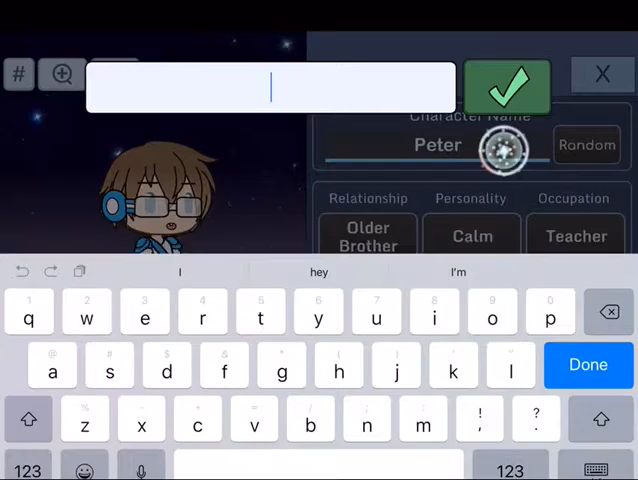 #
X
Character Name
Peter
Random
Relationship Personality Occupation
Older Brother
Calm
Teacher
I hey I'm
1 2 3 4 5 6 7 8 9 0
q w e r t y u i o p
@ # $ & * ( ) ' "
a s d f g h j k l Done
% - + = / ; :
z x c v b n m ! , ? .
123 123